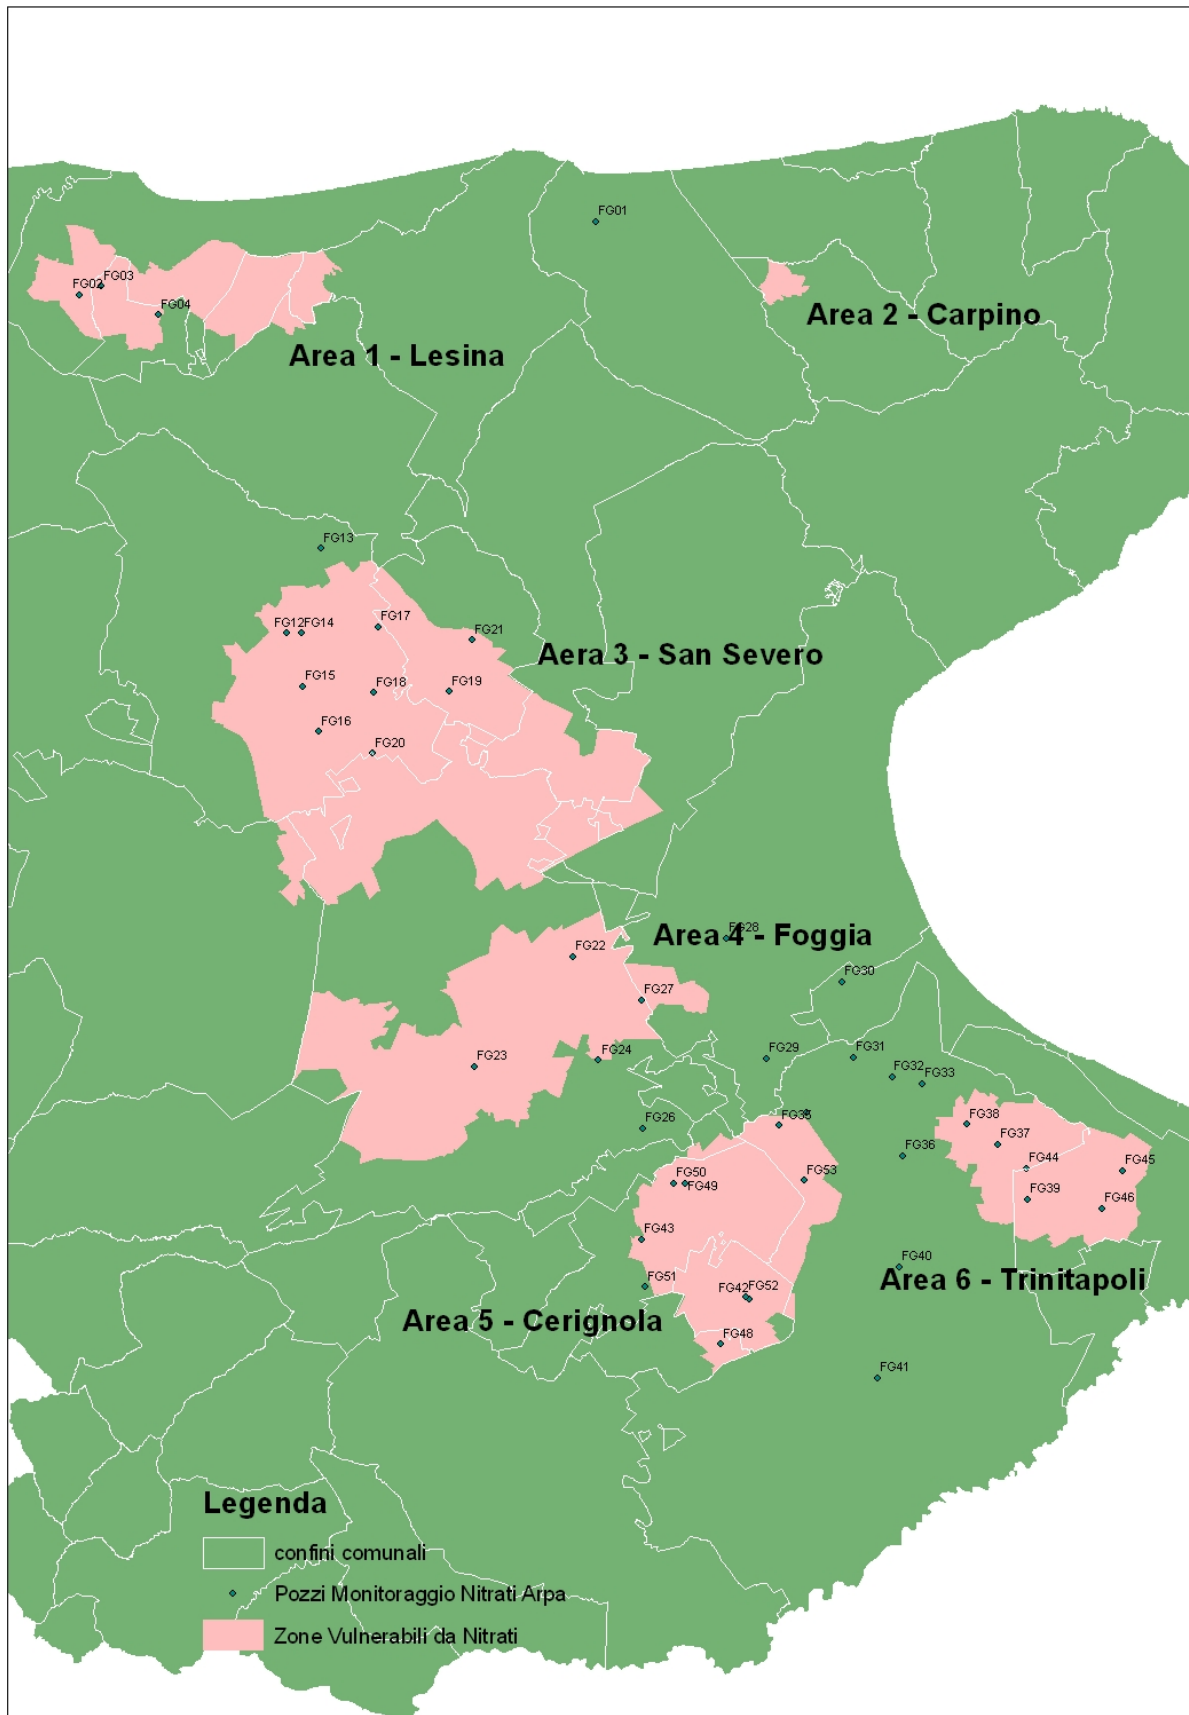 FG01
FG03
FG02
FG04
Area 2 - Carpino
Area 1 - Lesina
FG13
FG17
FG12
FG14
FG21
Aera 3 - San Severo
FG15
FG18
FG19
FG16
FG20
FG28
Area 4 - Foggia
FG22
FG30
FG27
FG24
FG29
FG31
FG23
FG32
FG33
FG26
FG35
FG38
FG37
FG36
FG44
FG45
FG50
FG49
FG53
FG39
FG46
FG43
FG40
FG51
Area 6 - Trinitapoli
FG42
FG52
Area 5 - Cerignola
FG48
FG41
Legenda
confini comunali
Pozzi Monitoraggio Nitrati Arpa
Zone Vulnerabili da Nitrati